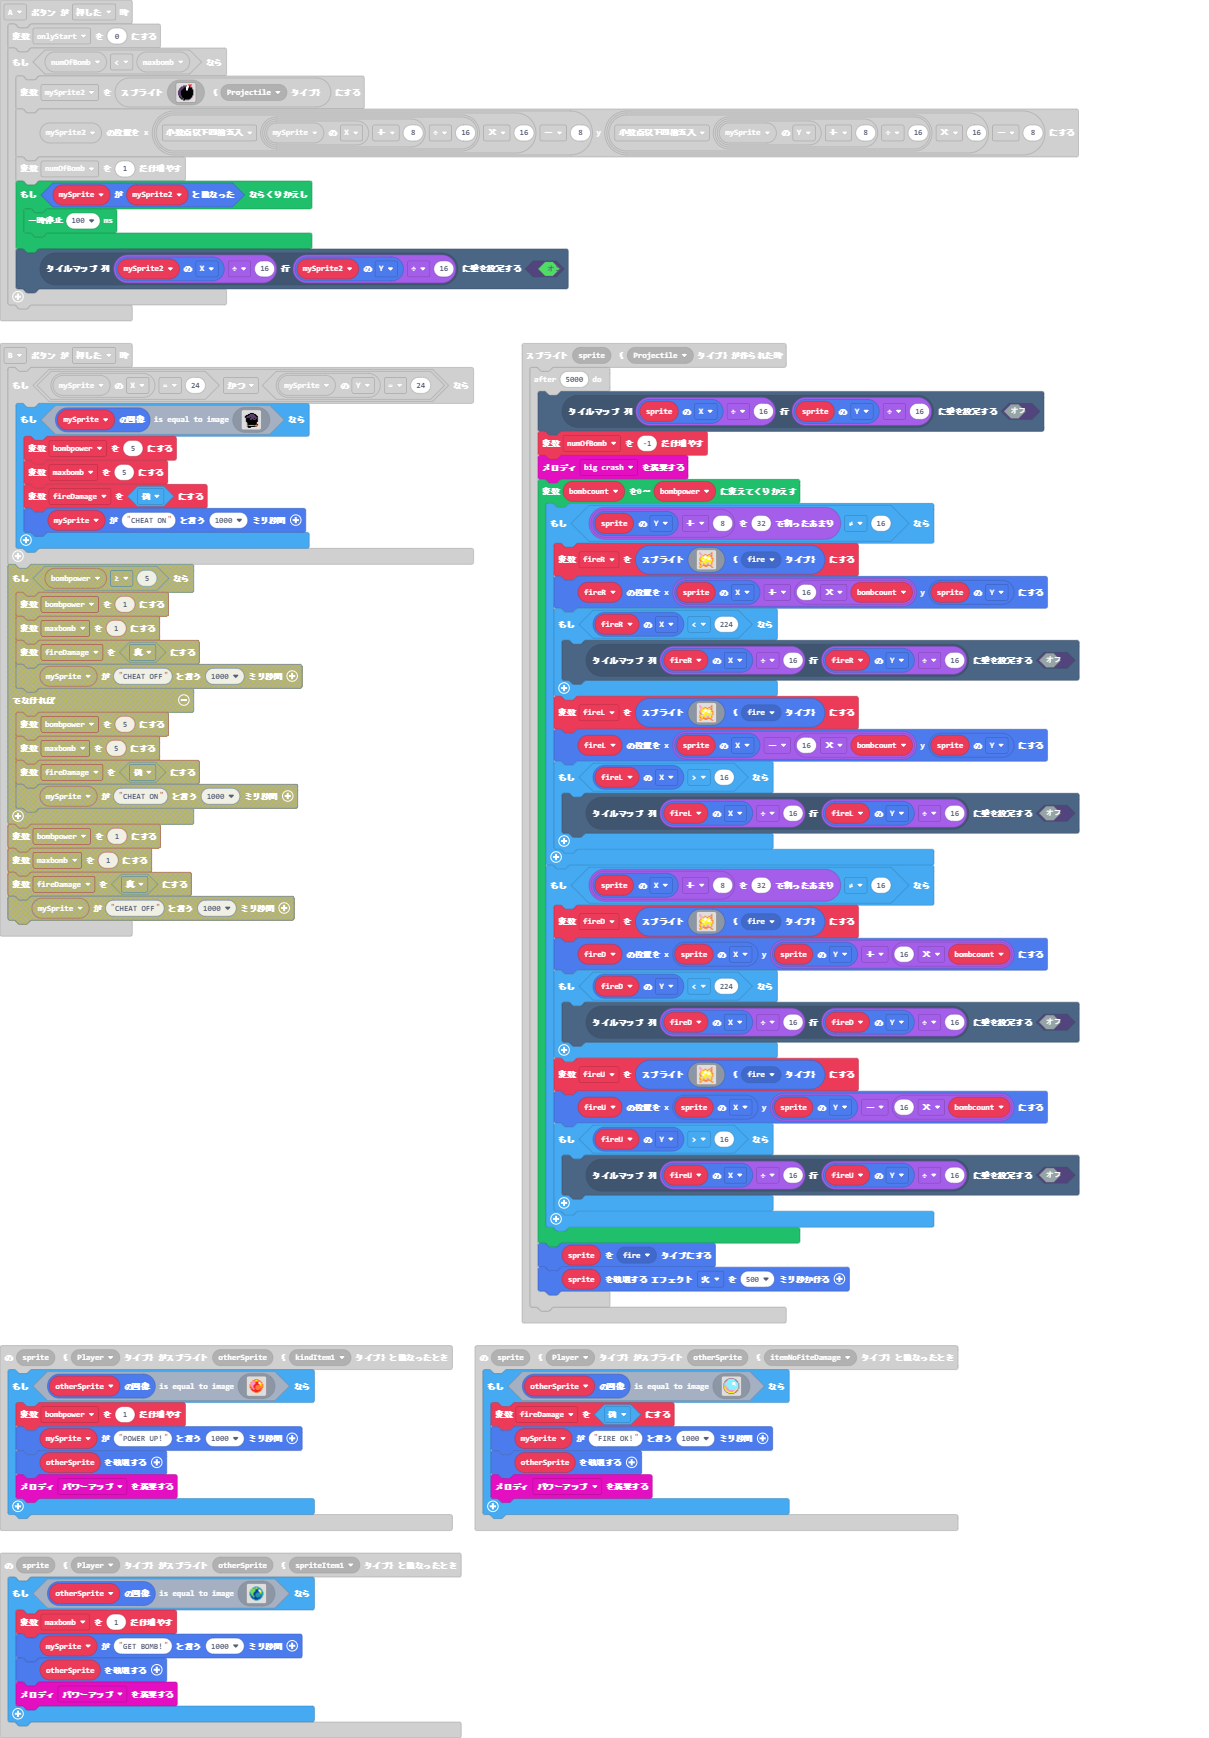 A ボタン が 押した 時
変数 onlyStart を 0 にする
もし numOfBomb < maxbomb なら
変数 mySprite2 を スプライト 《 Projectile タイプ》 にする
mySprite2 の位置を x 小数点以下四捨五入 mySprite の X + 8 ÷ 16 × 16 - 8 y 小数点以下四捨五入 mySprite の Y + 8 ÷ 16 × 16 - 8 にする
変数 numOfBomb を 1 だけ増やす
もし mySprite が mySprite2 と重なった ならくりかえし
一時停止 100 ms
タイルマップ 列 mySprite2 の X ÷ 16 行 mySprite2 の Y ÷ 16 に壁を設定する オ
B ボタン が 押した 時
もし mySprite の X = 24 かつ mySprite の Y = 24 なら
もし mySprite の画像 is equal to image なら
変数 bombpower を 5 にする
変数 maxbomb を 5 にする
変数 fireDamage を 偽 にする
mySprite が "CHEAT ON" と言う 1000 ミリ秒間
もし bombpower ≥ 5 なら
変数 bombpower を 1 にする
変数 maxbomb を 1 にする
変数 fireDamage を 真 にする
mySprite が "CHEAT OFF" と言う 1000 ミリ秒間
でなければ
変数 bombpower を 5 にする
変数 maxbomb を 5 にする
変数 fireDamage を 偽 にする
mySprite が "CHEAT ON" と言う 1000 ミリ秒間
変数 bombpower を 1 にする
変数 maxbomb を 1 にする
変数 fireDamage を 真 にする
mySprite が "CHEAT OFF" と言う 1000 ミリ秒間
スプライト sprite 《 Projectile タイプ》 が作られた時
after 5000 do
タイルマップ 列 sprite の X ÷ 16 行 sprite の Y ÷ 16 に壁を設定する オフ
変数 numOfBomb を -1 だけ増やす
メロディ big crash を演奏する
変数 bombcount を0〜 bombpower に変えてくりかえす
もし sprite の Y + 8 を 32 で割ったあまり ≠ 16 なら
変数 fireR を スプライト 《 fire タイプ》 にする
fireR の位置を x sprite の X + 16 × bombcount y sprite の Y にする
もし fireR の X < 224 なら
タイルマップ 列 fireR の X ÷ 16 行 fireR の Y ÷ 16 に壁を設定する オフ
変数 fireL を スプライト 《 fire タイプ》 にする
fireL の位置を x sprite の X - 16 × bombcount y sprite の Y にする
もし fireL の X > 16 なら
タイルマップ 列 fireL の X ÷ 16 行 fireL の Y ÷ 16 に壁を設定する オフ
もし sprite の X + 8 を 32 で割ったあまり ≠ 16 なら
変数 fireD を スプライト 《 fire タイプ》 にする
fireD の位置を x sprite の X y sprite の Y + 16 × bombcount にする
もし fireD の Y < 224 なら
タイルマップ 列 fireD の X ÷ 16 行 fireD の Y ÷ 16 に壁を設定する オフ
変数 fireU を スプライト 《 fire タイプ》 にする
fireU の位置を x sprite の X y sprite の Y - 16 × bombcount にする
もし fireU の Y > 16 なら
タイルマップ 列 fireU の X ÷ 16 行 fireU の Y ÷ 16 に壁を設定する オフ
sprite を fire タイプにする
sprite を破壊する エフェクト 火 を 500 ミリ秒かける
の sprite 《 Player タイプ》 がスプライト otherSprite 《 kindItem1 タイプ》 と重なったとき
もし otherSprite の画像 is equal to image なら
変数 bombpower を 1 だけ増やす
mySprite が "POWER UP!" と言う 1000 ミリ秒間
otherSprite を破壊する
メロディ パワーアップ を演奏する
の sprite 《 Player タイプ》 がスプライト otherSprite 《 itemNoFiteDamage タイプ》 と重なったとき
もし otherSprite の画像 is equal to image なら
変数 fireDamage を 偽 にする
mySprite が "FIRE OK!" と言う 1000 ミリ秒間
otherSprite を破壊する
メロディ パワーアップ を演奏する
の sprite 《 Player タイプ》 がスプライト otherSprite 《 spriteItem1 タイプ》 と重なったとき
もし otherSprite の画像 is equal to image なら
変数 maxbomb を 1 だけ増やす
mySprite が "GET BOMB!" と言う 1000 ミリ秒間
otherSprite を破壊する
メロディ パワーアップ を演奏する